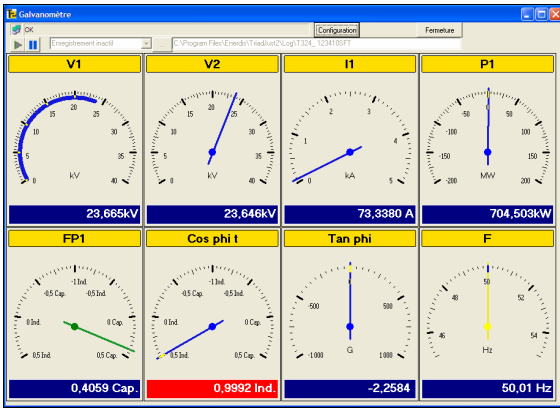 Galvanomètre
OK
Configuration
Fermeture
Enregistrement inactif
C:\Program Files\Enerdis\Triad\ust2\Log\T324_ 123410SFT
V1
V2
I1
P1
0 5 10 15 20 25 30 35 40
kV
0 5 10 15 20 25 30 35 40
kV
0 1 2 3 4 5
kA
-200 -150 -100 -50 0 50 100 150 200
MW
23,665kV
23,646kV
73,3380 A
704,503kW
FP1
Cos phi t
Tan phi
F
0,5 Ind. 0 Ind. -0,5 Cap. -1 Ind. -0,5 Ind. 0 Cap. 0,5 Cap.
0,5 Ind. 0 Ind. -0,5 Cap. -1 Ind. -0,5 Ind. 0 Cap. 0,5 Cap.
-1000 -500 500 1000
G
46 48 50 52 54
Hz
0,4059 Cap.
0,9992 Ind.
-2,2584
50,01 Hz